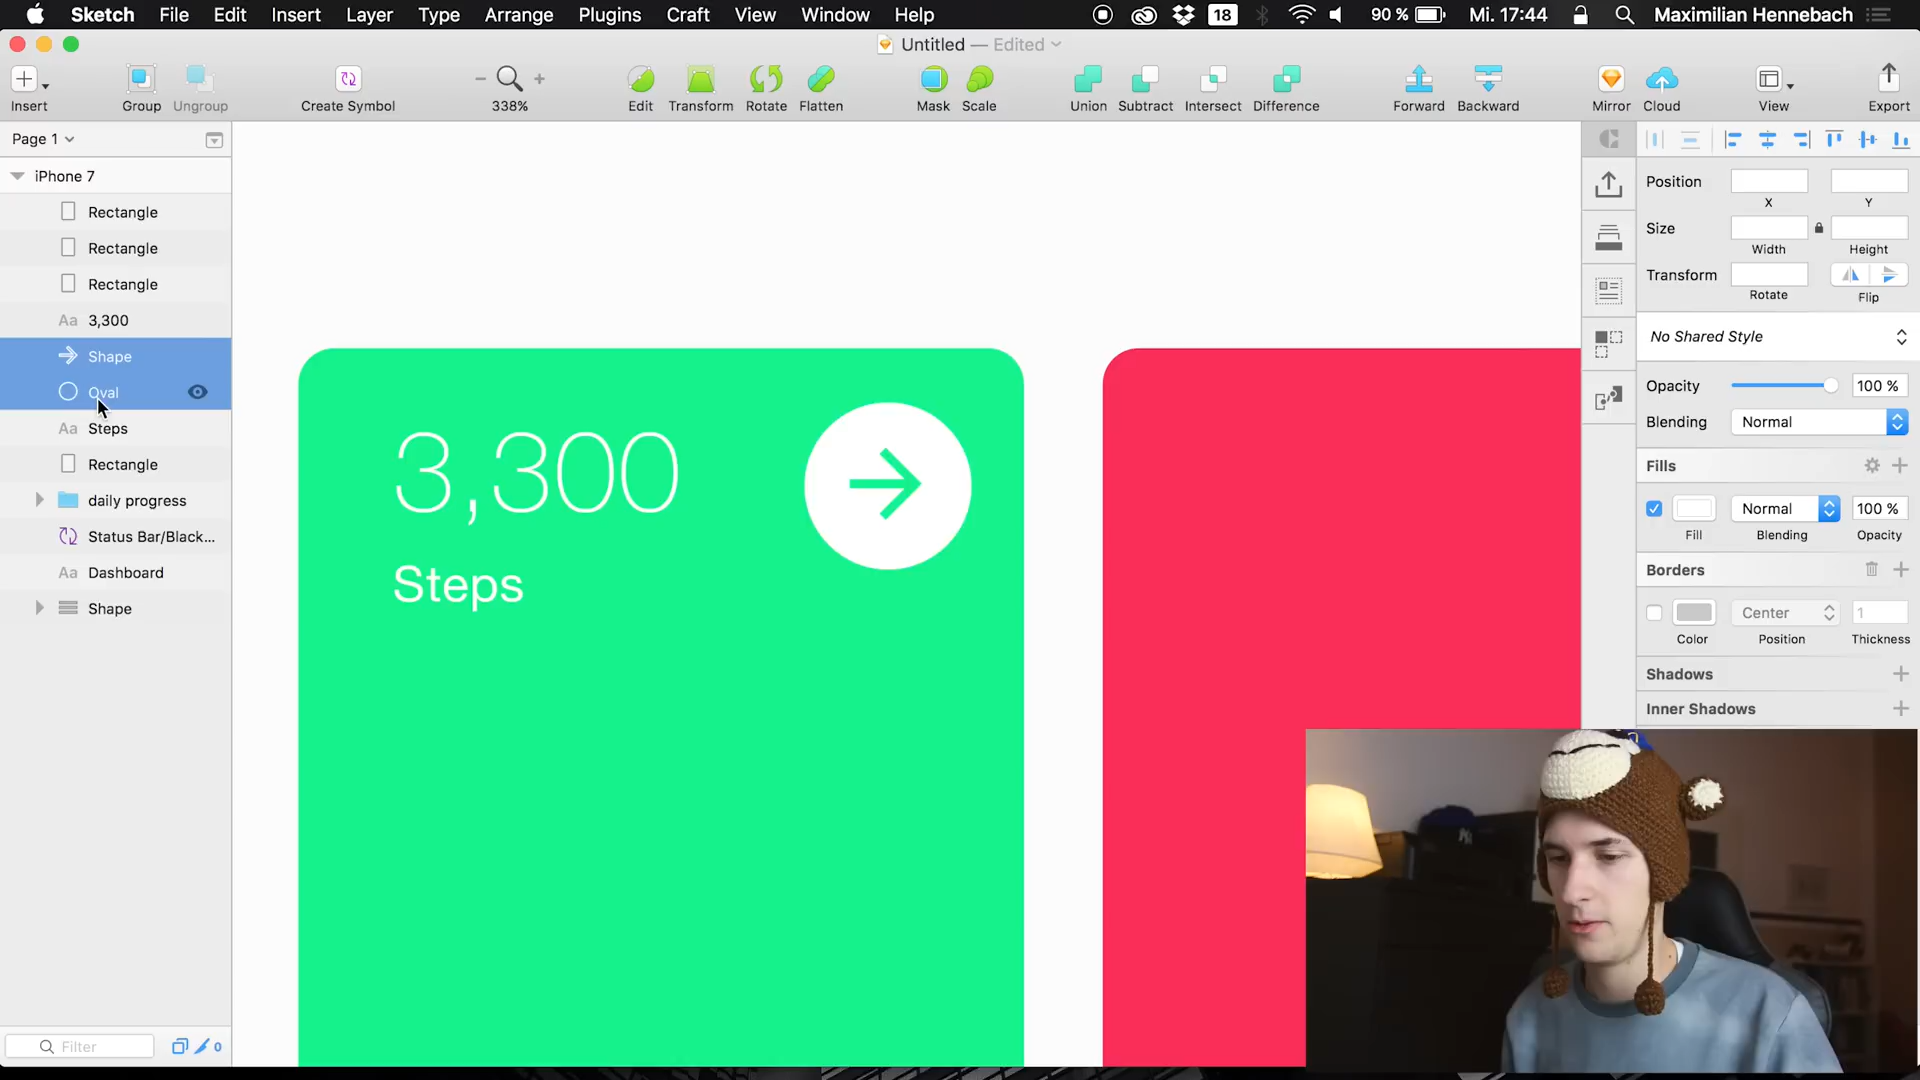 Sketch File Edit Insert Layer Type Arrange Plugins Craft View Window Help 18 90 % Mi. 17:44 Maximilian Hennebach
Untitled — Edited
Insert Group Ungroup Create Symbol 338% Edit Transform Rotate Flatten Mask Scale Union Subtract Intersect Difference Forward Backward Mirror Cloud View Export
Page 1
iPhone 7
Rectangle
Rectangle
Rectangle
Aa 3,300
Shape
Oval
Aa Steps
Rectangle
daily progress
Status Bar/Black...
Aa Dashboard
Shape
Filter
0
3,300
Steps
Position
X Y
Size
Width Height
Transform
Rotate Flip
No Shared Style
Opacity 100 %
Blending Normal
Fills
Normal 100 %
Fill Blending Opacity
Borders
Center 1
Color Position Thickness
Shadows
Inner Shadows